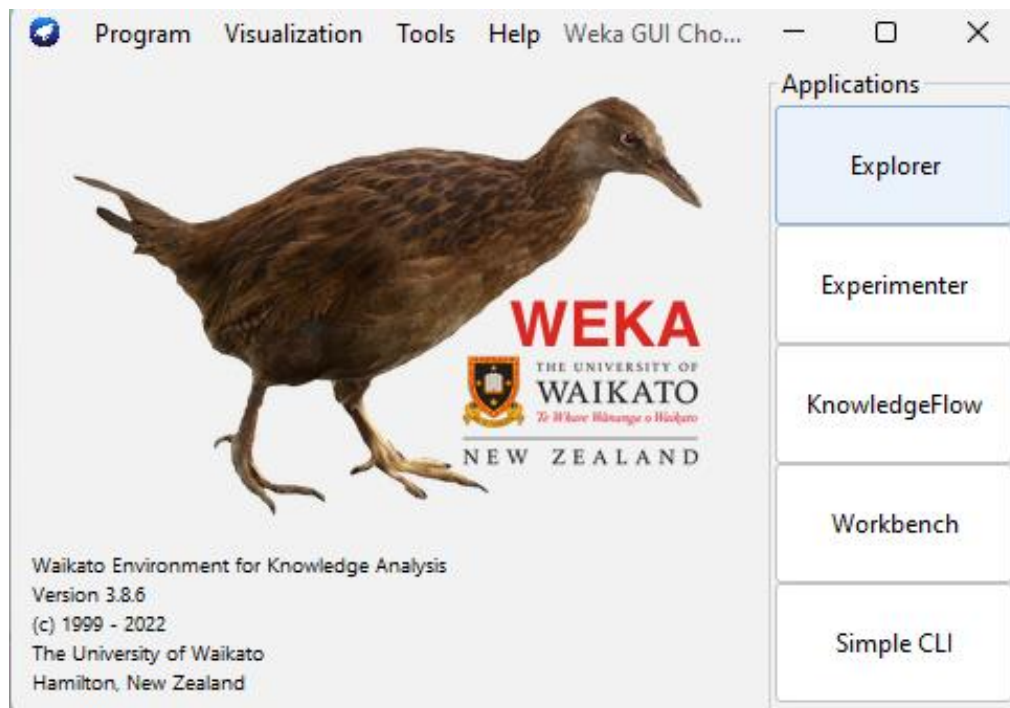 Program Visualization Tools Help Weka GUI Cho...
Applications
Explorer
Experimenter
KnowledgeFlow
Workbench
Simple CLI
WEKA
THE UNIVERSITY OF
WAIKATO
Te Whare Wānanga o Waikato
NEW ZEALAND
Waikato Environment for Knowledge Analysis
Version 3.8.6
(c) 1999 - 2022
The University of Waikato
Hamilton, New Zealand